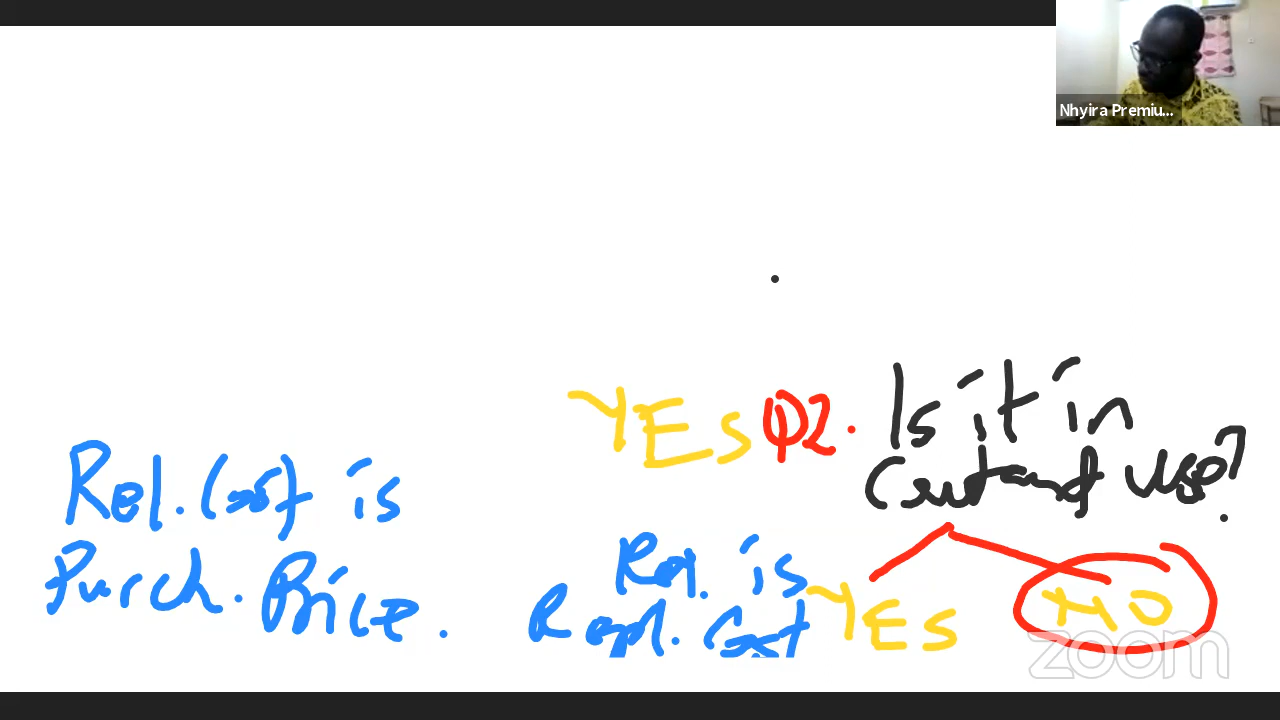 Nhyira Premiu...
YES Q2. Is it in
constant use?
Rel. Cost is
Purch. Price.
Rel. is
Repl. Cost
YES
NO
zoom